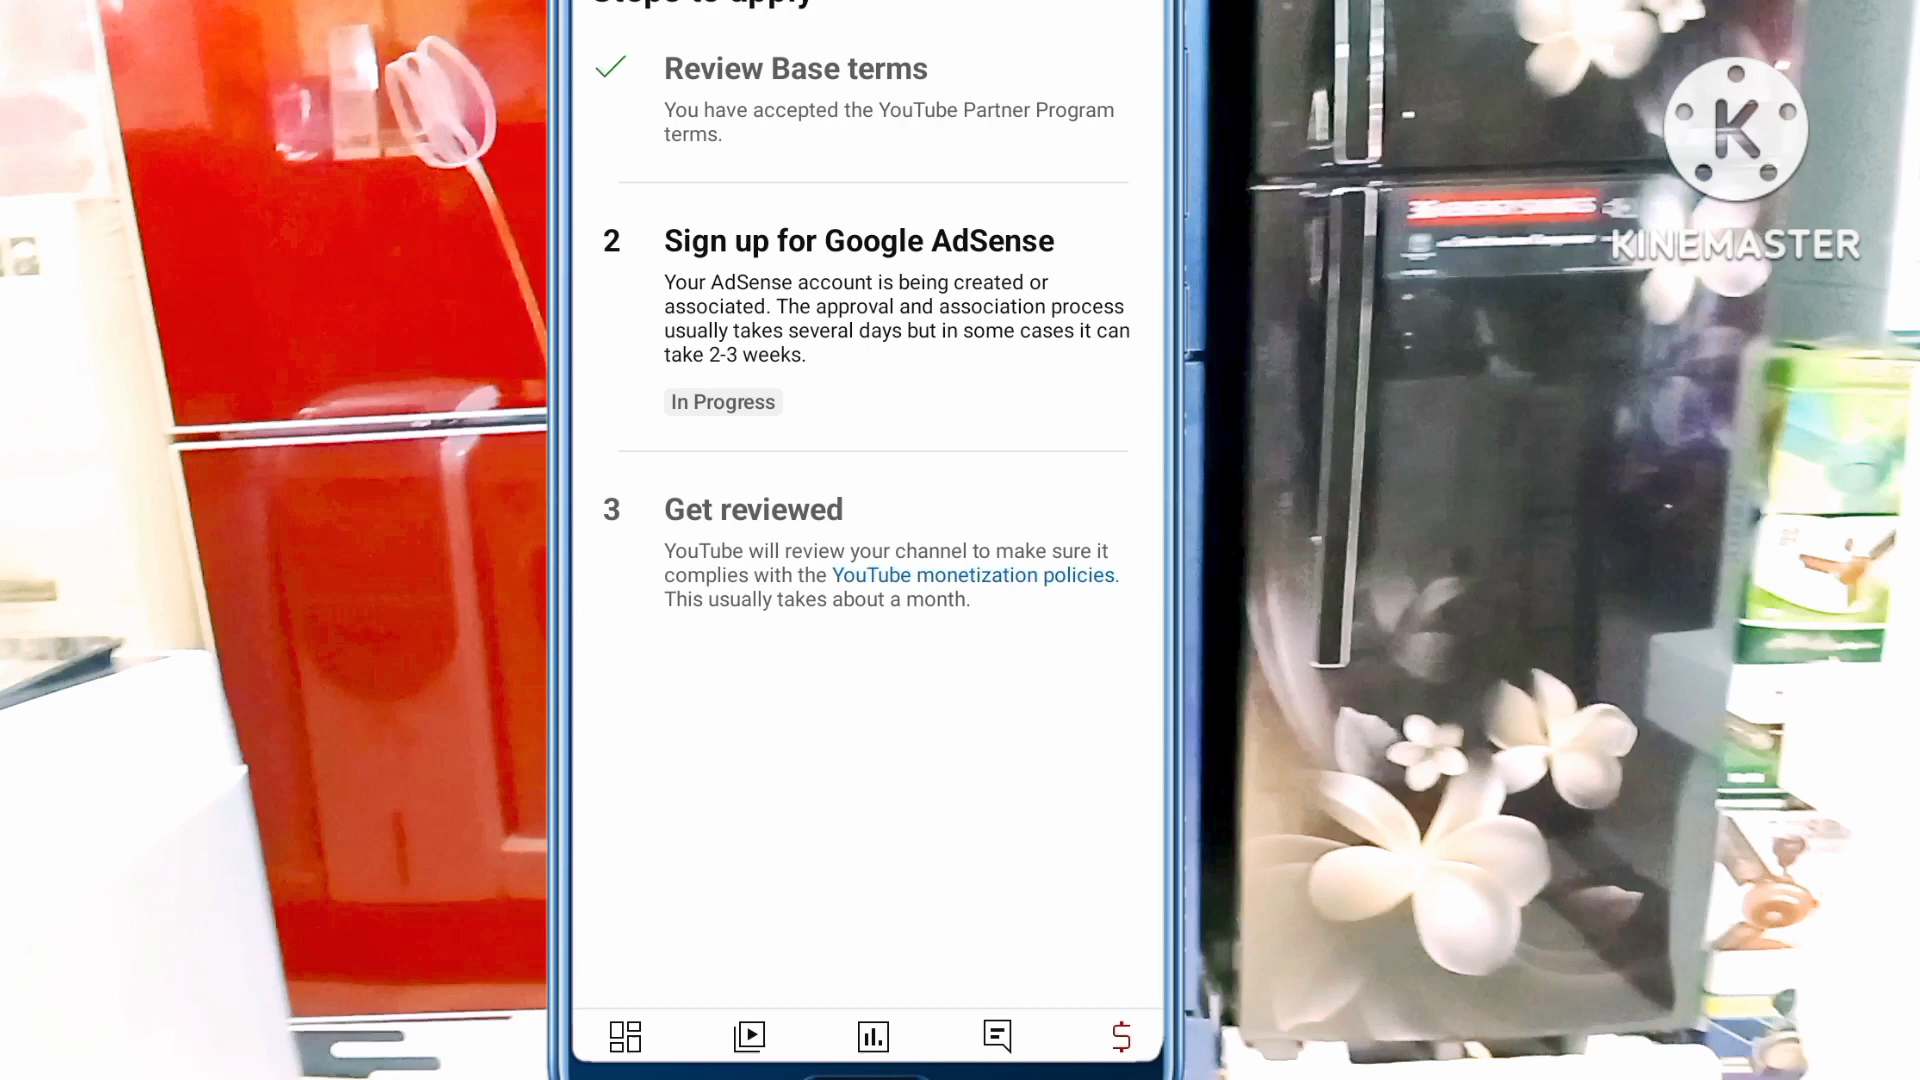 Steps to apply
Review Base terms
You have accepted the YouTube Partner Program
terms.
2 Sign up for Google AdSense
Your AdSense account is being created or
associated. The approval and association process
usually takes several days but in some cases it can
take 2-3 weeks.
In Progress
3 Get reviewed
YouTube will review your channel to make sure it
complies with the YouTube monetization policies.
This usually takes about a month.
K
KINEMASTER